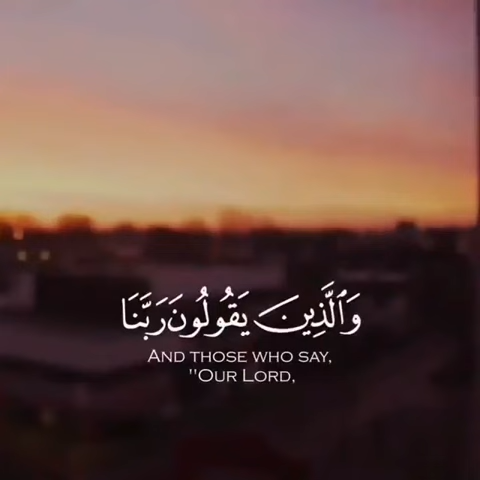 وَٱلَّذِينَ يَقُولُونَ رَبَّنَا
AND THOSE WHO SAY,
"OUR LORD,